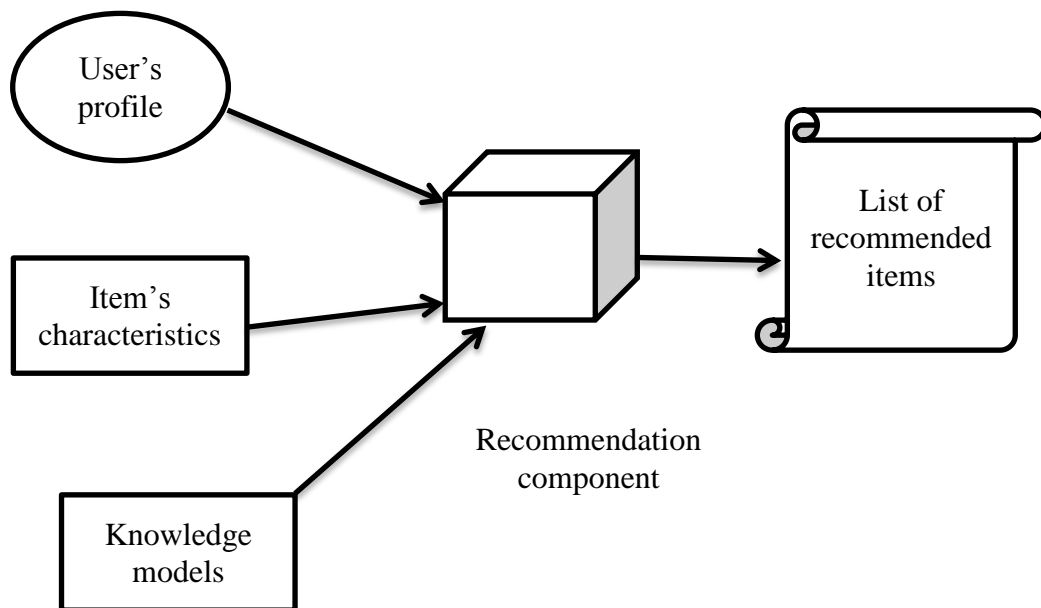 User’s
profile
List of
recommended
items
Item’s
characteristics
Recommendation
component
Knowledge
models